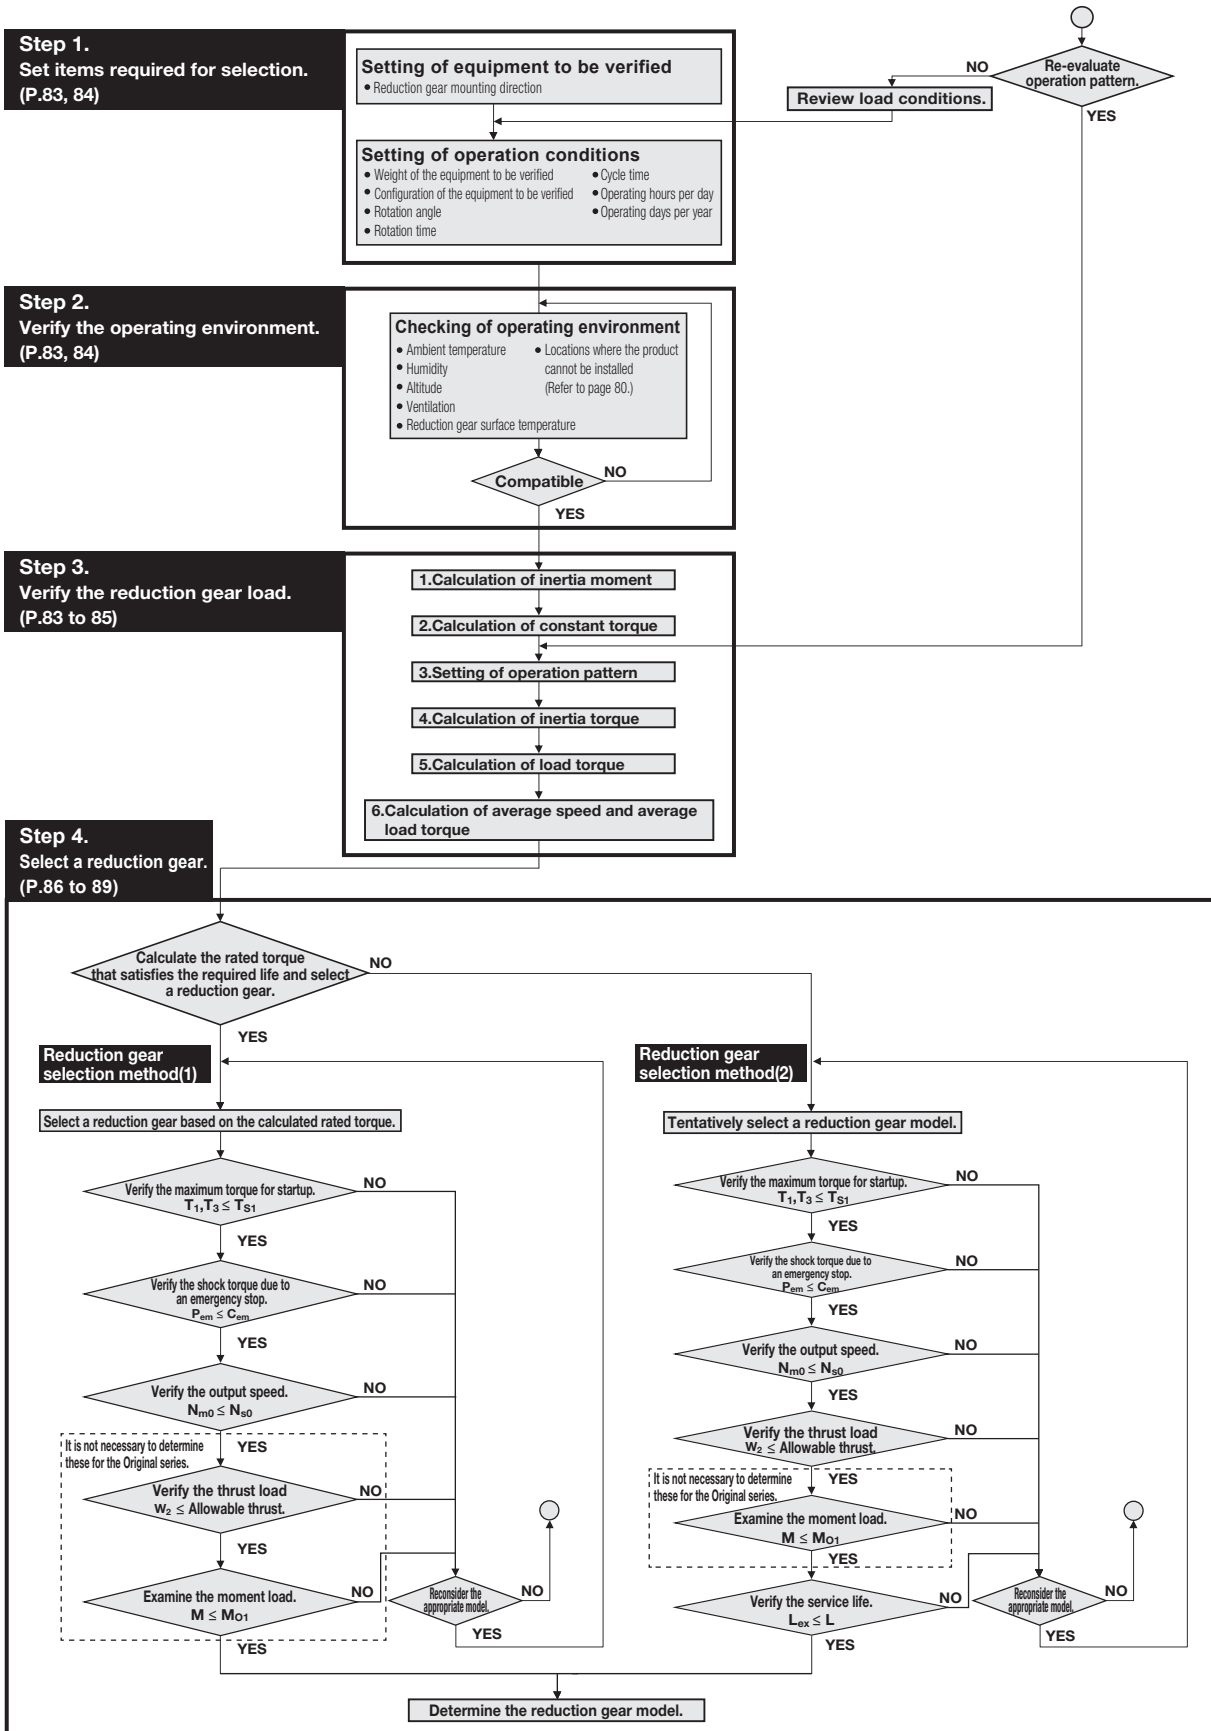 Step 1.
Set items required for selection.
(P.83, 84)
Setting of equipment to be verified
• Reduction gear mounting direction
Setting of operation conditions
• Weight of the equipment to be verified
• Configuration of the equipment to be verified
• Rotation angle
• Rotation time
• Cycle time
• Operating hours per day
• Operating days per year
Re-evaluate
operation pattern.
NO
YES
Review load conditions.
Step 2.
Verify the operating environment.
(P.83, 84)
Checking of operating environment
• Ambient temperature
• Humidity
• Altitude
• Ventilation
• Reduction gear surface temperature
• Locations where the product
cannot be installed
(Refer to page 80.)
Compatible
NO
YES
Step 3.
Verify the reduction gear load.
(P.83 to 85)
1.Calculation of inertia moment
2.Calculation of constant torque
3.Setting of operation pattern
4.Calculation of inertia torque
5.Calculation of load torque
6.Calculation of average speed and average
load torque
Step 4.
Select a reduction gear.
(P.86 to 89)
Calculate the rated torque
that satisfies the required life and select
a reduction gear.
NO
YES
Reduction gear
selection method(1)
Select a reduction gear based on the calculated rated torque.
Verify the maximum torque for startup.
T1,T3 ≤ TS1
NO
YES
Verify the shock torque due to
an emergency stop.
Pem ≤ Cem
NO
YES
Verify the output speed.
Nm0 ≤ Ns0
NO
YES
It is not necessary to determine
these for the Original series.
Verify the thrust load
W2 ≤ Allowable thrust.
NO
YES
Examine the moment load.
M ≤ MO1
NO
YES
Reconsider the
appropriate model.
NO
YES
Reduction gear
selection method(2)
Tentatively select a reduction gear model.
Verify the maximum torque for startup.
T1,T3 ≤ TS1
NO
YES
Verify the shock torque due to
an emergency stop.
Pem ≤ Cem
NO
YES
Verify the output speed.
Nm0 ≤ Ns0
NO
YES
Verify the thrust load
W2 ≤ Allowable thrust.
NO
YES
It is not necessary to determine
these for the Original series.
Examine the moment load.
M ≤ MO1
NO
YES
Verify the service life.
Lex ≤ L
NO
YES
Reconsider the
appropriate model.
NO
YES
Determine the reduction gear model.